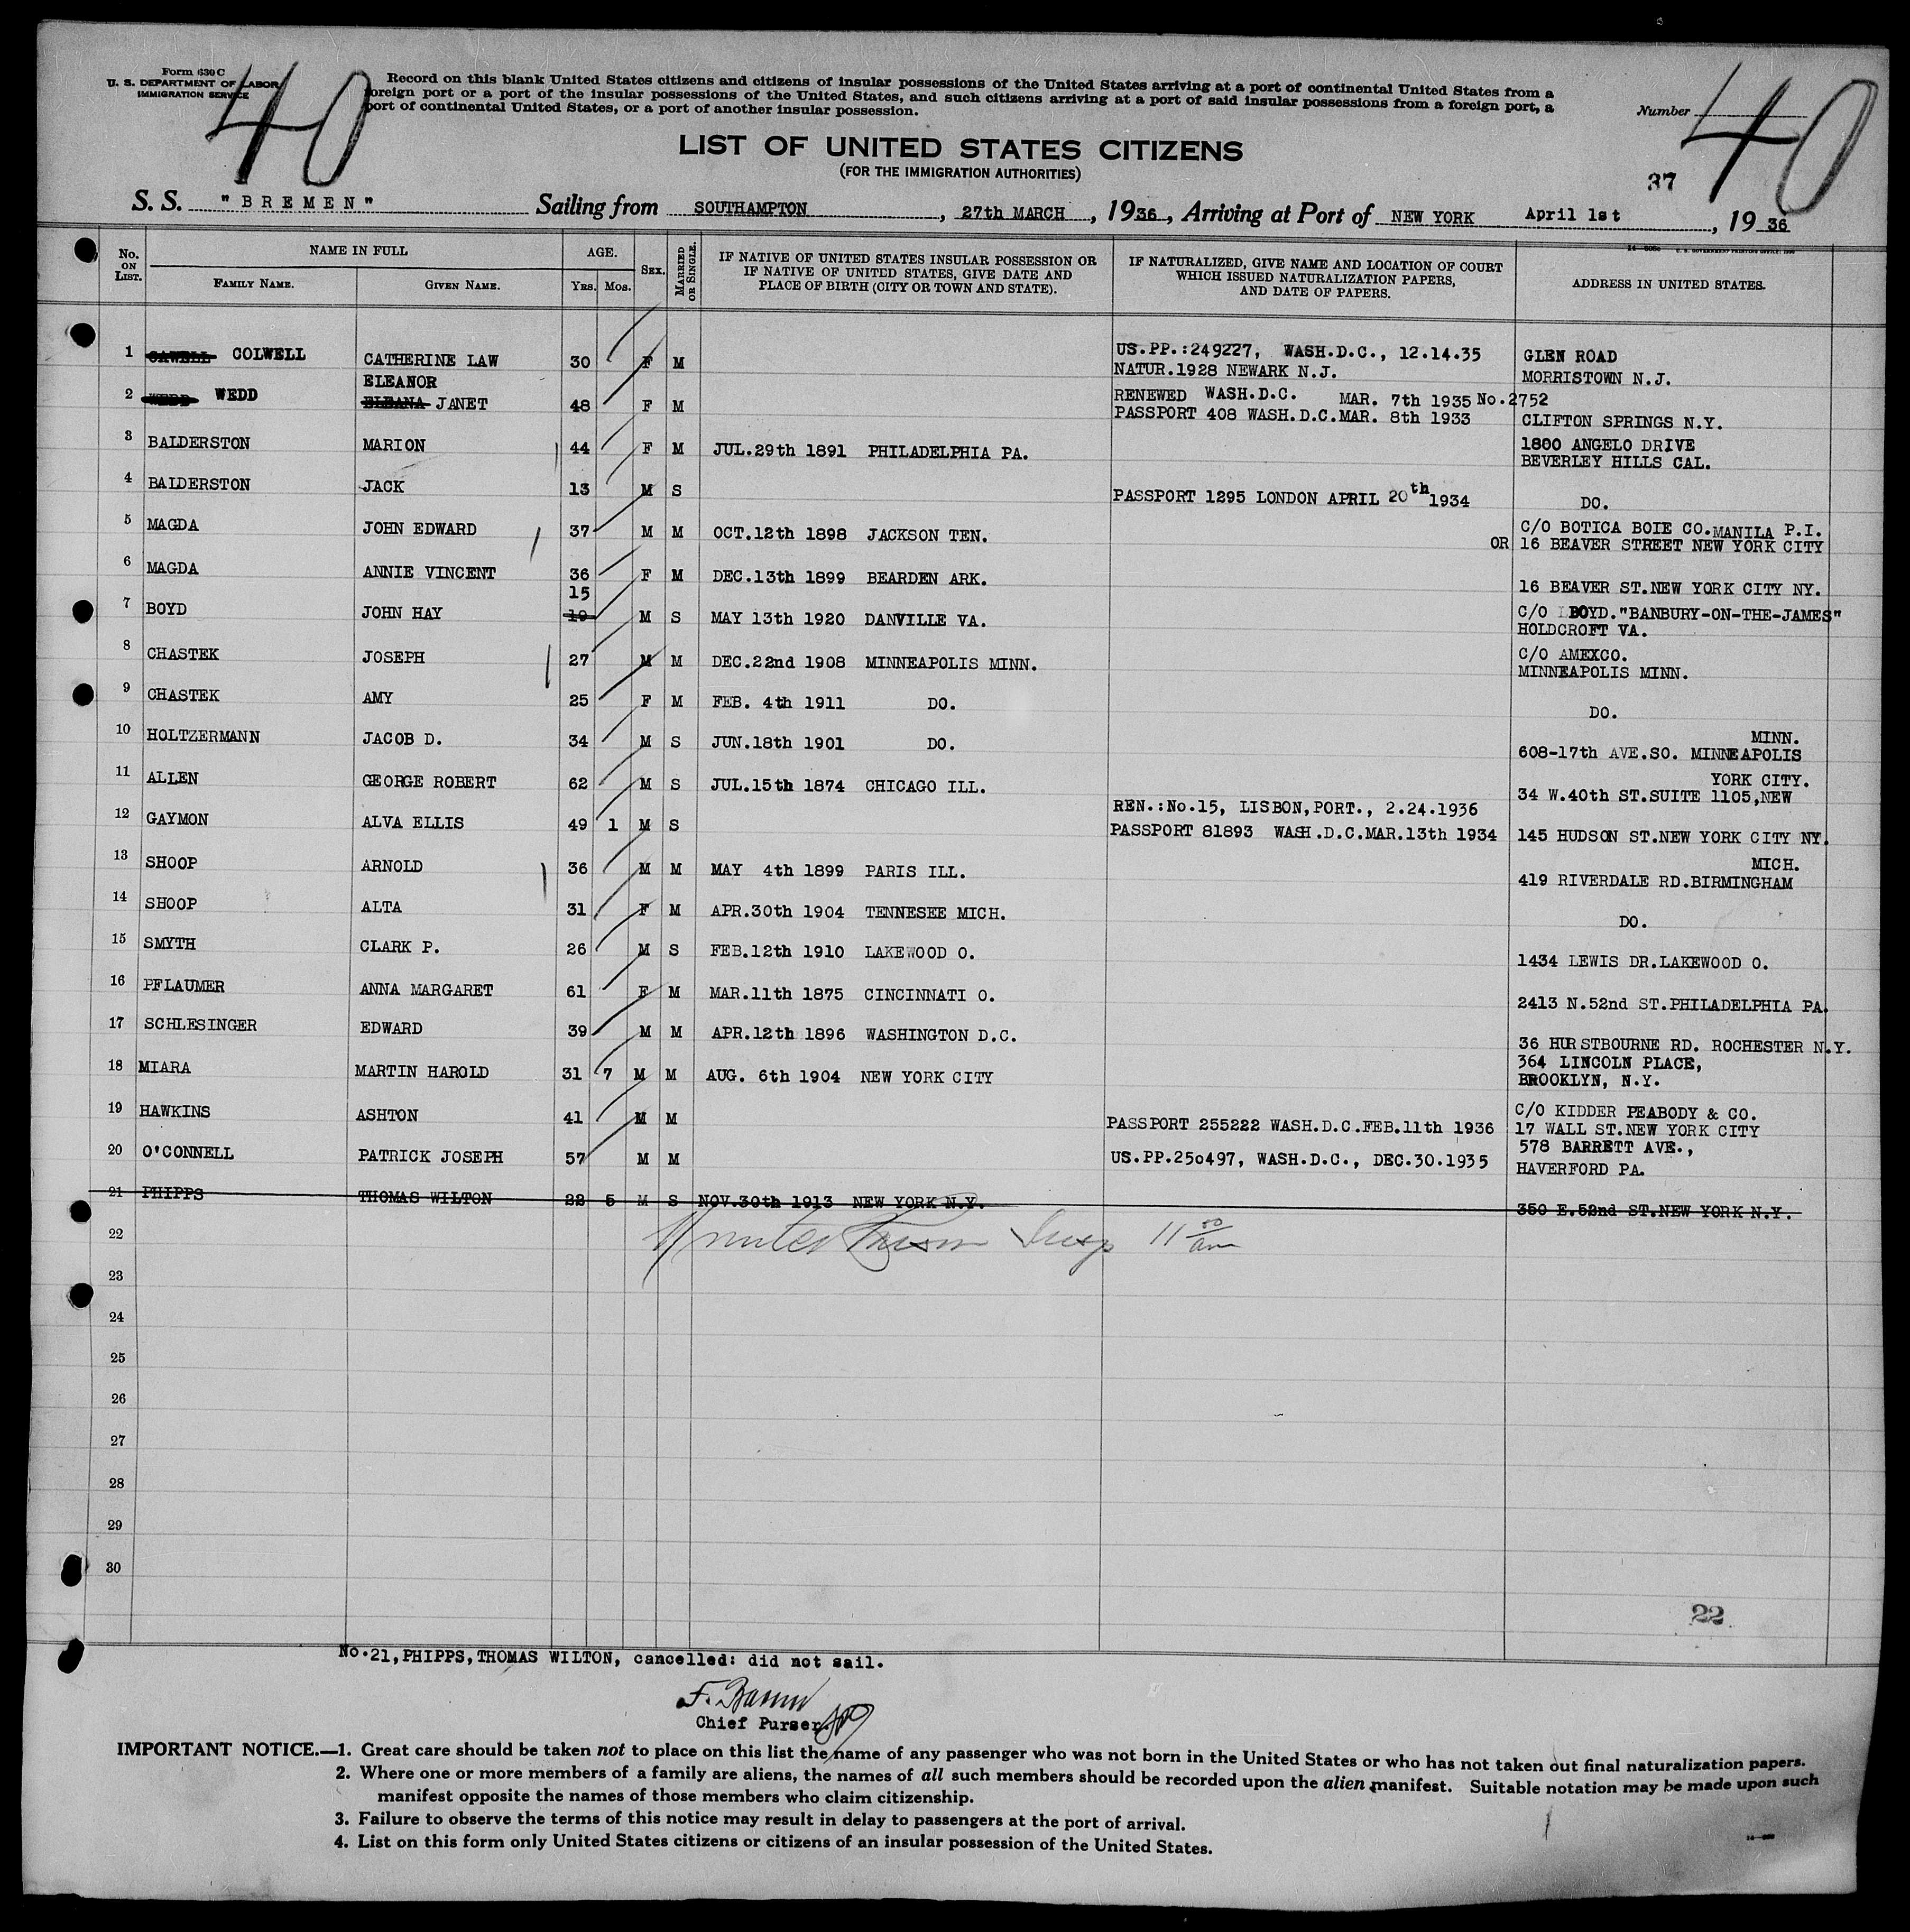 Form 630 C
U. S. DEPARTMENT OF LABOR
IMMIGRATION SERVICE
40
Record on this blank United States citizens and citizens of insular possessions of the United States arriving at a port of continental United States from a
foreign port or a port of the insular possessions of the United States, and such citizens arriving at a port of said insular possessions from a foreign port, a
port of continental United States, or a port of another insular possession.
Number
40
LIST OF UNITED STATES CITIZENS
(FOR THE IMMIGRATION AUTHORITIES)
37
S. S. "BREMEN" Sailing from SOUTHAMPTON, 27th MARCH, 1936, Arriving at Port of NEW YORK April 1st, 1936
No. ON LIST. NAME IN FULL AGE. SEX. MARRIED OR SINGLE. IF NATIVE OF UNITED STATES INSULAR POSSESSION OR IF NATIVE OF UNITED STATES, GIVE DATE AND PLACE OF BIRTH (CITY OR TOWN AND STATE). IF NATURALIZED, GIVE NAME AND LOCATION OF COURT WHICH ISSUED NATURALIZATION PAPERS, AND DATE OF PAPERS. ADDRESS IN UNITED STATES.
FAMILY NAME. GIVEN NAME. YRS. MOS.
1 CAWELL COLWELL CATHERINE LAW 30 F M US.PP.:249227, WASH.D.C., 12.14.35 GLEN ROAD
NATUR.1928 NEWARK N.J. MORRISTOWN N.J.
ELEANOR
2 WEDD WEDD ELEANA JANET 48 F M RENEWED WASH.D.C. MAR. 7th 1935 No.2752
PASSPORT 408 WASH.D.C.MAR. 8th 1933 CLIFTON SPRINGS N.Y.
3 BALDERSTON MARION 44 F M JUL.29th 1891 PHILADELPHIA PA. 1800 ANGELO DRIVE
BEVERLEY HILLS CAL.
4 BALDERSTON JACK 13 M S PASSPORT 1295 LONDON APRIL 20th 1934 DO.
5 MAGDA JOHN EDWARD 37 M M OCT.12th 1898 JACKSON TEN. C/O BOTICA BOIE CO.MANILA P.I.
OR 16 BEAVER STREET NEW YORK CITY
6 MAGDA ANNIE VINCENT 36 F M DEC.13th 1899 BEARDEN ARK. 16 BEAVER ST.NEW YORK CITY NY.
15
7 BOYD JOHN HAY 19 M S MAY 13th 1920 DANVILLE VA. C/O BOYD."BANBURY-ON-THE-JAMES"
HOLDCROFT VA.
8 CHASTEK JOSEPH 27 M M DEC.22nd 1908 MINNEAPOLIS MINN. C/O AMEXCO.
MINNEAPOLIS MINN.
9 CHASTEK AMY 25 F M FEB. 4th 1911 DO. DO.
10 HOLTZERMANN JACOB D. 34 M S JUN.18th 1901 DO. MINN.
608-17th AVE.SO. MINNEAPOLIS
11 ALLEN GEORGE ROBERT 62 M S JUL.15th 1874 CHICAGO ILL. YORK CITY.
34 W.40th ST.SUITE 1105,NEW
REN.:No.15, LISBON,PORT., 2.24.1936
12 GAYMON ALVA ELLIS 49 1 M S PASSPORT 81893 WASH.D.C.MAR.13th 1934 145 HUDSON ST.NEW YORK CITY NY.
13 SHOOP ARNOLD 36 M M MAY 4th 1899 PARIS ILL. MICH.
419 RIVERDALE RD.BIRMINGHAM
14 SHOOP ALTA 31 F M APR.30th 1904 TENNESEE MICH. DO.
15 SMYTH CLARK P. 26 M S FEB.12th 1910 LAKEWOOD O. 1434 LEWIS DR.LAKEWOOD O.
16 PFLAUMER ANNA MARGARET 61 F M MAR.11th 1875 CINCINNATI O. 2413 N.52nd ST.PHILADELPHIA PA.
17 SCHLESINGER EDWARD 39 M M APR.12th 1896 WASHINGTON D.C. 36 HURSTBOURNE RD. ROCHESTER N.Y.
18 MIARA MARTIN HAROLD 31 7 M M AUG. 6th 1904 NEW YORK CITY 364 LINCOLN PLACE,
BROOKLYN, N.Y.
19 HAWKINS ASHTON 41 M M PASSPORT 255222 WASH.D.C.FEB.11th 1936 C/O KIDDER PEABODY & CO.
17 WALL ST.NEW YORK CITY
20 O'CONNELL PATRICK JOSEPH 57 M M US.PP.250497, WASH.D.C., DEC.30.1935 578 BARRETT AVE.,
HAVERFORD PA.
21 PHIPPS THOMAS WILTON 22 5 M S NOV.30th 1913 NEW YORK N.Y. 350 E.52nd ST.NEW YORK N.Y.
22 11 00 am
23
24
25
26
27
28
29
30
22
No.21,PHIPPS,THOMAS WILTON, cancelled: did not sail.
Chief Purser
IMPORTANT NOTICE.—1. Great care should be taken not to place on this list the name of any passenger who was not born in the United States or who has not taken out final naturalization papers.
2. Where one or more members of a family are aliens, the names of all such members should be recorded upon the alien manifest. Suitable notation may be made upon such
manifest opposite the names of those members who claim citizenship.
3. Failure to observe the terms of this notice may result in delay to passengers at the port of arrival.
4. List on this form only United States citizens or citizens of an insular possession of the United States.